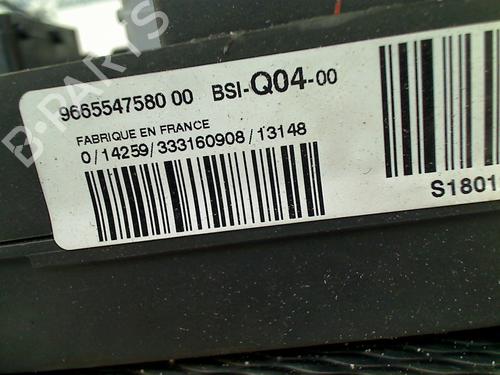 9665547580 00 BSI-Q04-00
FABRIQUE EN FRANCE
0/14259/333160908/13148
S1801
B-PARTS